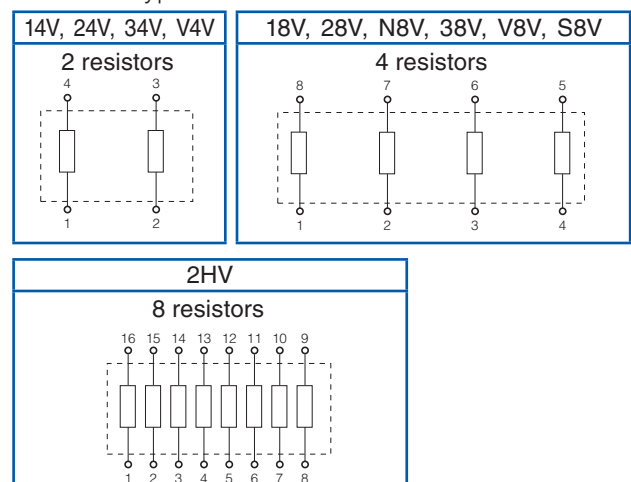 14V, 24V, 34V, V4V
2 resistors
4 3
1 2
18V, 28V, N8V, 38V, V8V, S8V
4 resistors
8 7 6 5
1 2 3 4
2HV
8 resistors
16 15 14 13 12 11 10 9
1 2 3 4 5 6 7 8